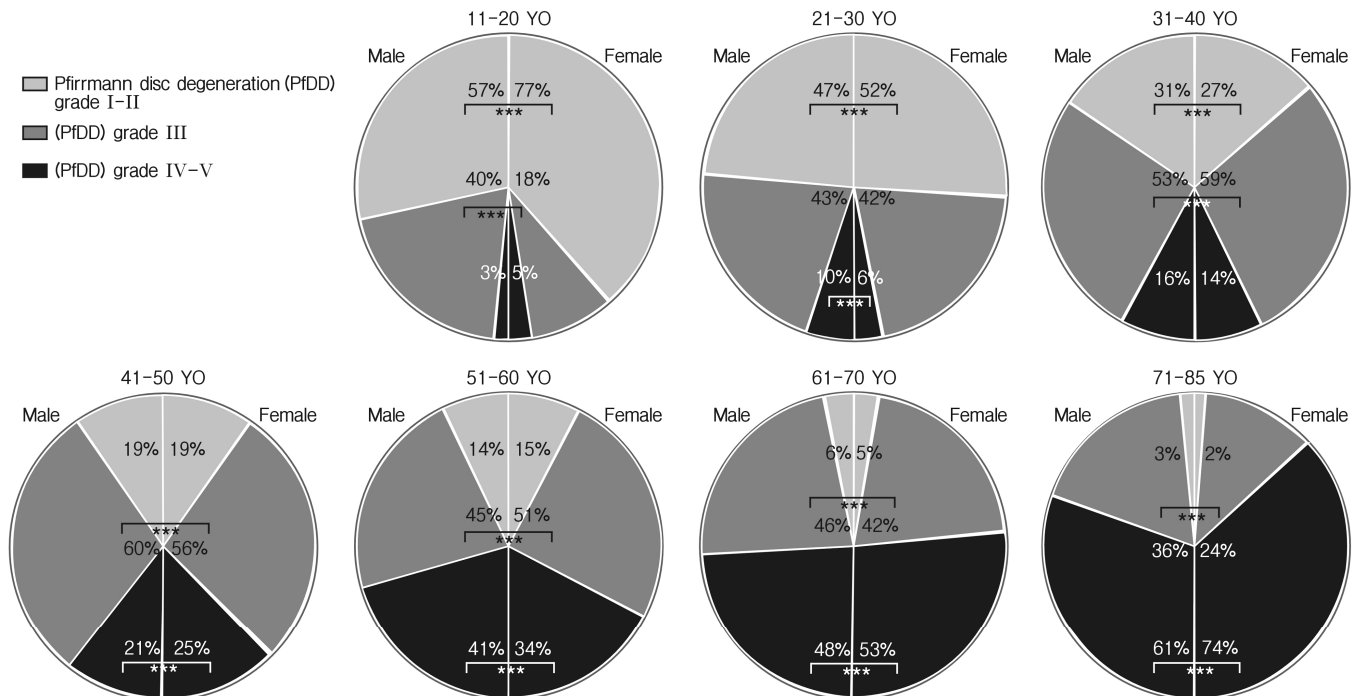 Pfirrmann disc degeneration (PfDD)
grade I-II
(PfDD) grade III
(PfDD) grade IV-V
11-20 YO
Male
Female
57% 77%
***
40% 18%
***
3% 5%
21-30 YO
Male
Female
47% 52%
***
43% 42%
10% 6%
***
31-40 YO
Male
Female
31% 27%
***
53% 59%
***
16% 14%
41-50 YO
Male
Female
19% 19%
***
60% 56%
21% 25%
***
51-60 YO
Male
Female
14% 15%
45% 51%
***
41% 34%
***
61-70 YO
Male
Female
6% 5%
***
46% 42%
48% 53%
***
71-85 YO
Male
Female
3% 2%
***
36% 24%
61% 74%
***